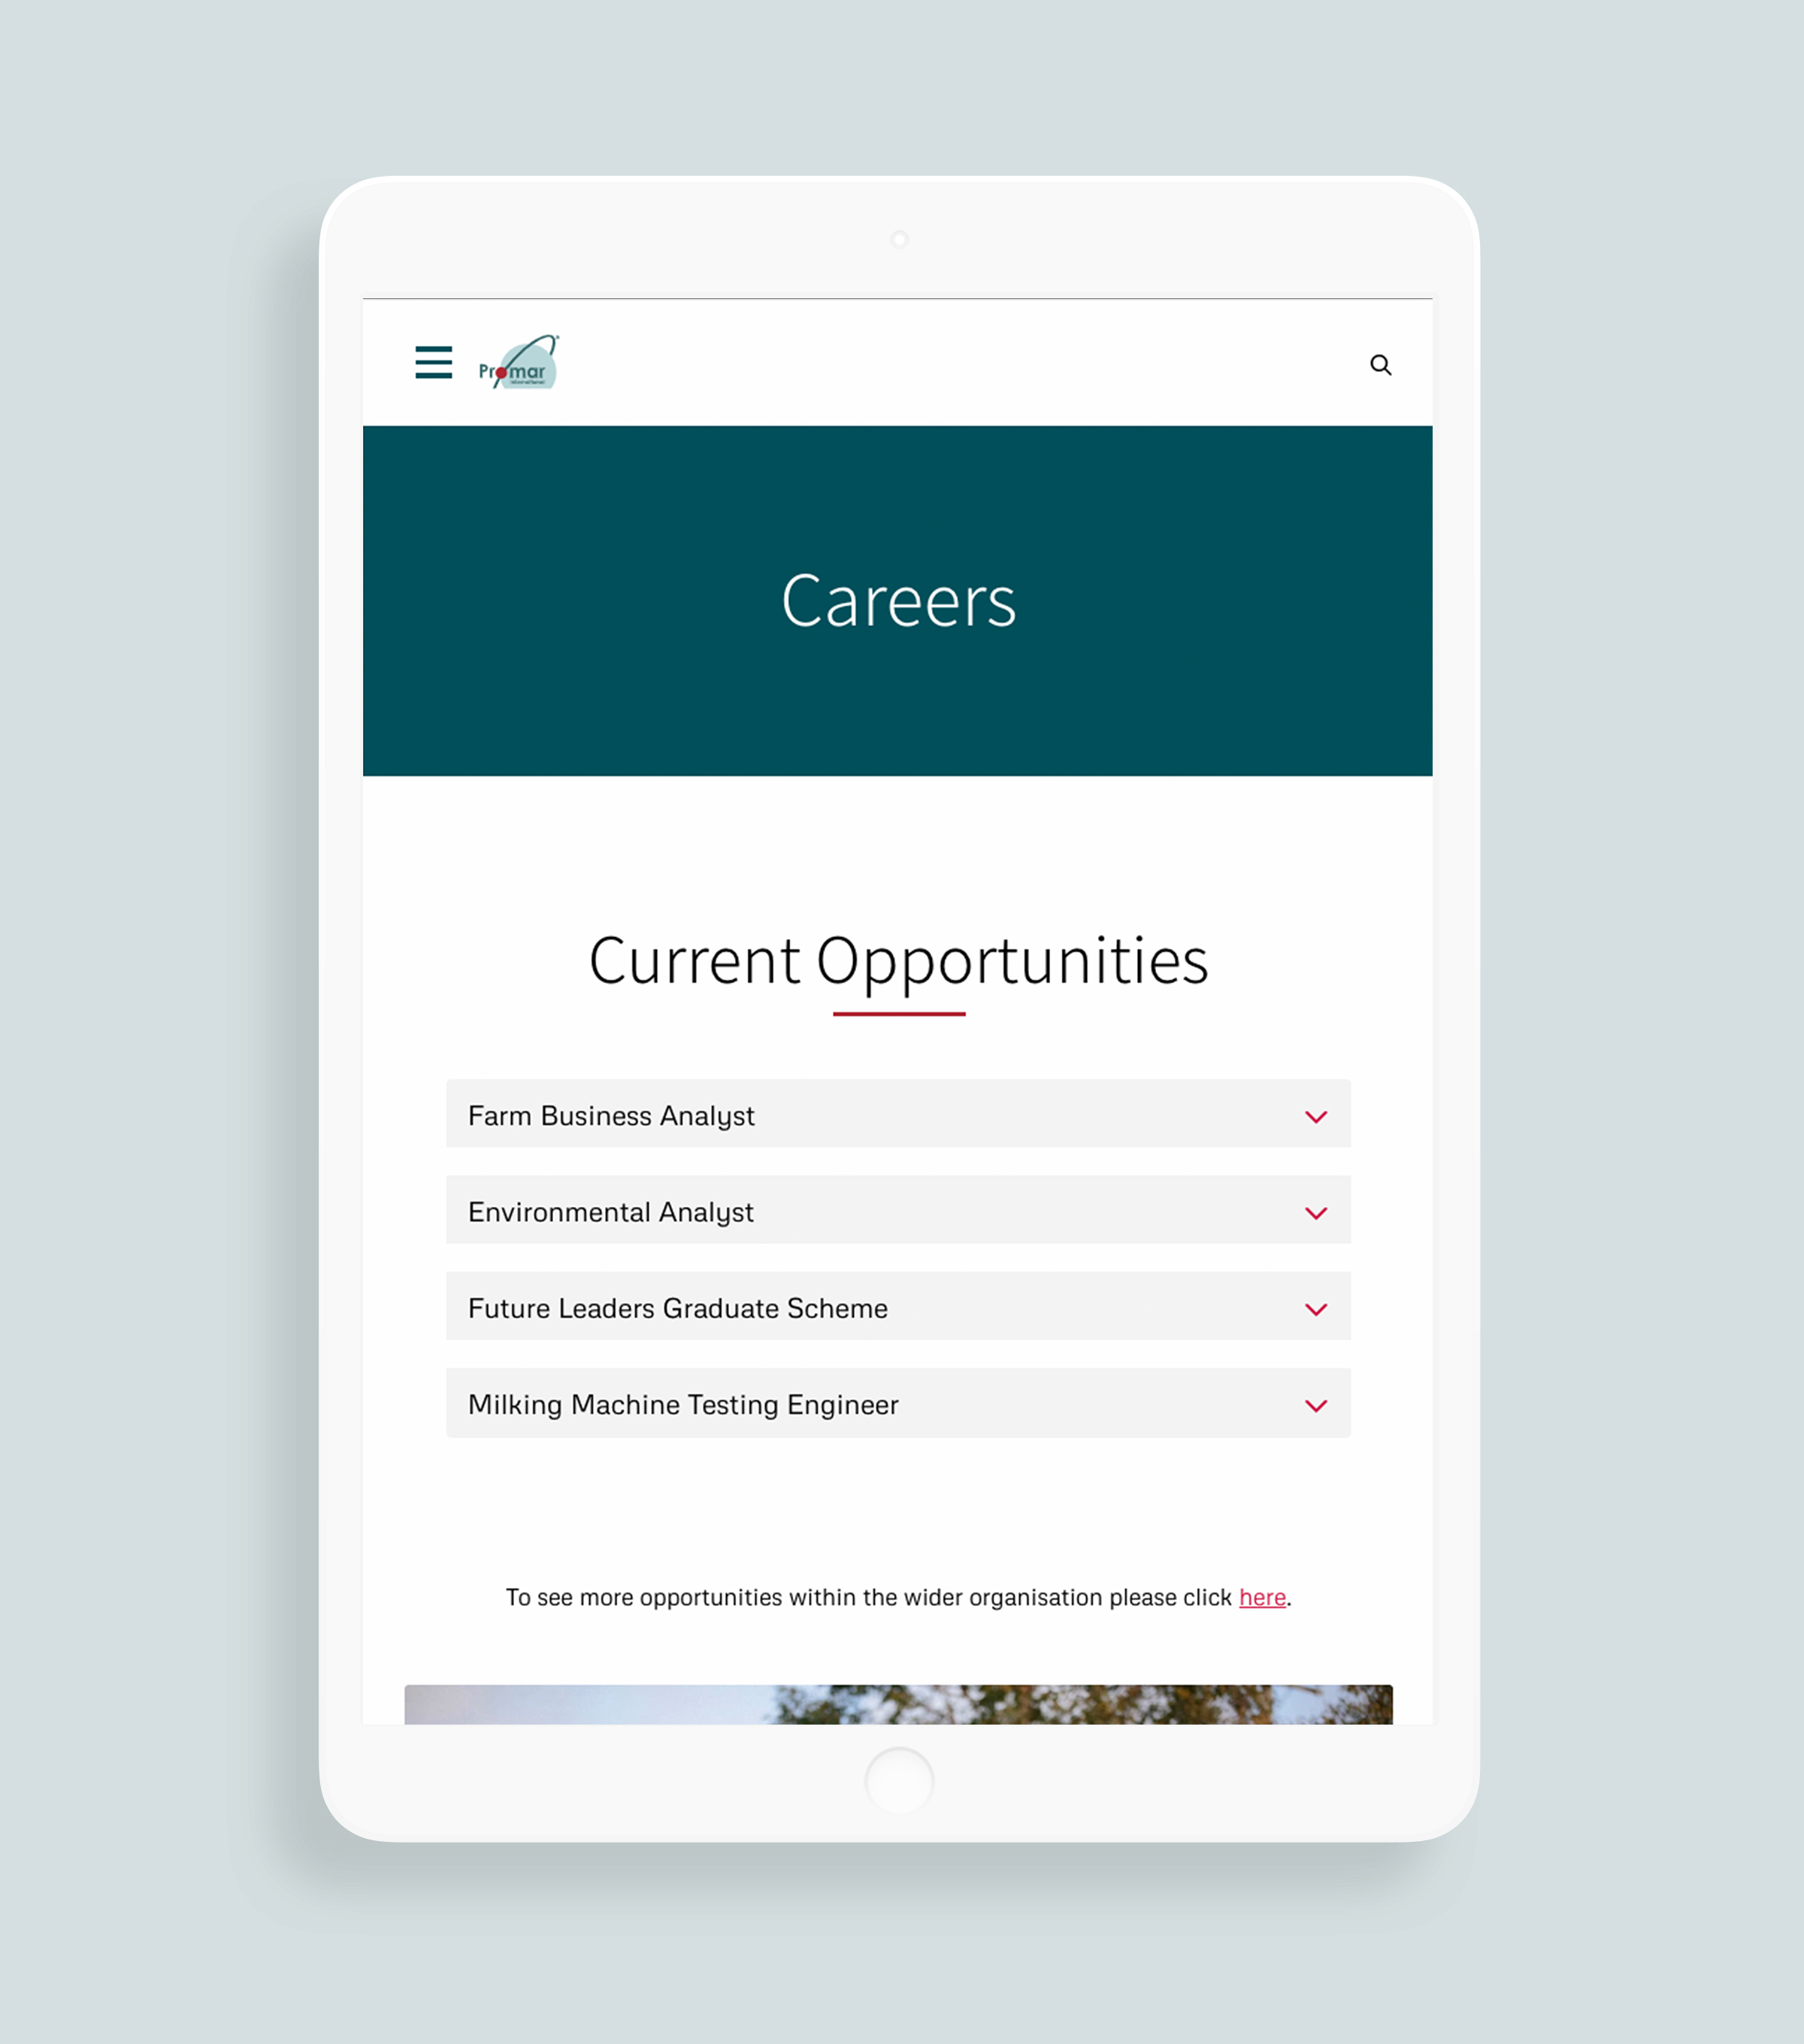 Promar
International
Careers
Current Opportunities
Farm Business Analyst
Environmental Analyst
Future Leaders Graduate Scheme
Milking Machine Testing Engineer
To see more opportunities within the wider organisation please click here.